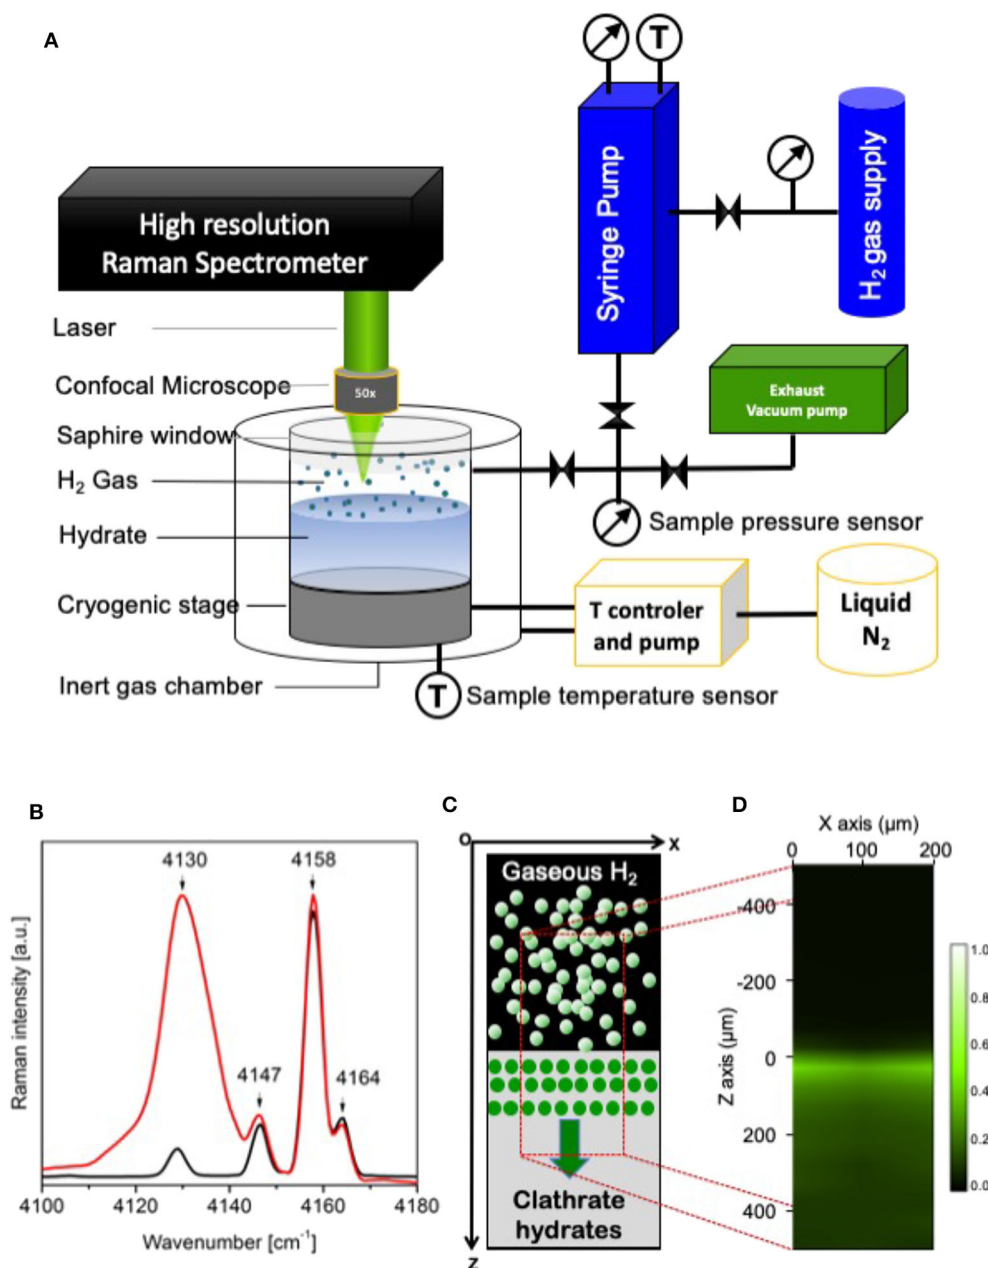 A
T
High resolution
Raman Spectrometer
Syringe Pump
H₂ gas supply
Laser
Confocal Microscope
50x
Exhaust
Vacuum pump
Saphire window
H₂ Gas
Sample pressure sensor
Hydrate
Cryogenic stage
T controler
and pump
Liquid
N₂
Inert gas chamber
T
Sample temperature sensor
B
4130
4158
4147
4164
Raman intensity [a.u.]
4100
4120
4140
4160
4180
Wavenumber [cm⁻¹]
C
o
x
Gaseous H₂
Clathrate
hydrates
z
D
X axis (µm)
0
100
200
-400
-200
0
200
400
Z axis (µm)
1.0
0.8
0.6
0.4
0.2
0.0